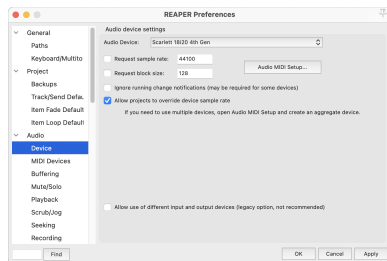 REAPER Preferences
General
Paths
Keyboard/Multito
Project
Backups
Track/Send Defau
Item Fade Default
Item Loop Default
Audio
Device
MIDI Devices
Buffering
Mute/Solo
Playback
Scrub/Jog
Seeking
Recording
Find
Audio device settings
Audio Device: Scarlett 18i20 4th Gen
Request sample rate: 44100
Audio MIDI Setup...
Request block size: 128
Ignore running change notifications (may be required for some devices)
Allow projects to override device sample rate
If you need to use multiple devices, open Audio MIDI Setup and create an aggregate device.
Allow use of different input and output devices (legacy option, not recommended)
OK Cancel Apply